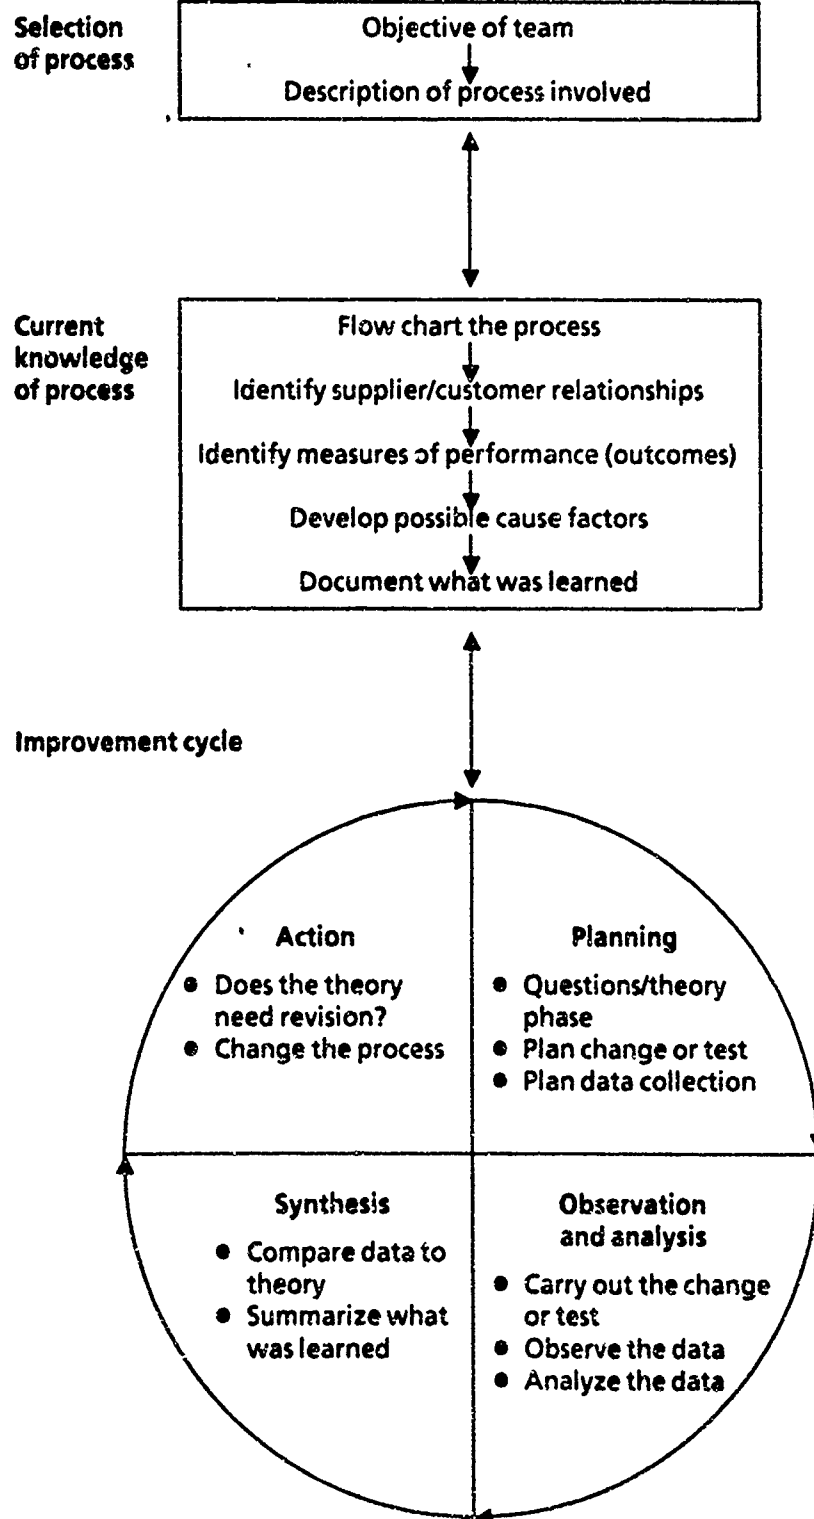 Selection
of process
Objective of team
Description of process involved
Current
knowledge
of process
Flow chart the process
Identify supplier/customer relationships
Identify measures of performance (outcomes)
Develop possible cause factors
Document what was learned
Improvement cycle
Action
• Does the theory
need revision?
• Change the process
Planning
• Questions/theory
phase
• Plan change or test
• Plan data collection
Synthesis
• Compare data to
theory
• Summarize what
was learned
Observation
and analysis
• Carry out the change
or test
• Observe the data
• Analyze the data